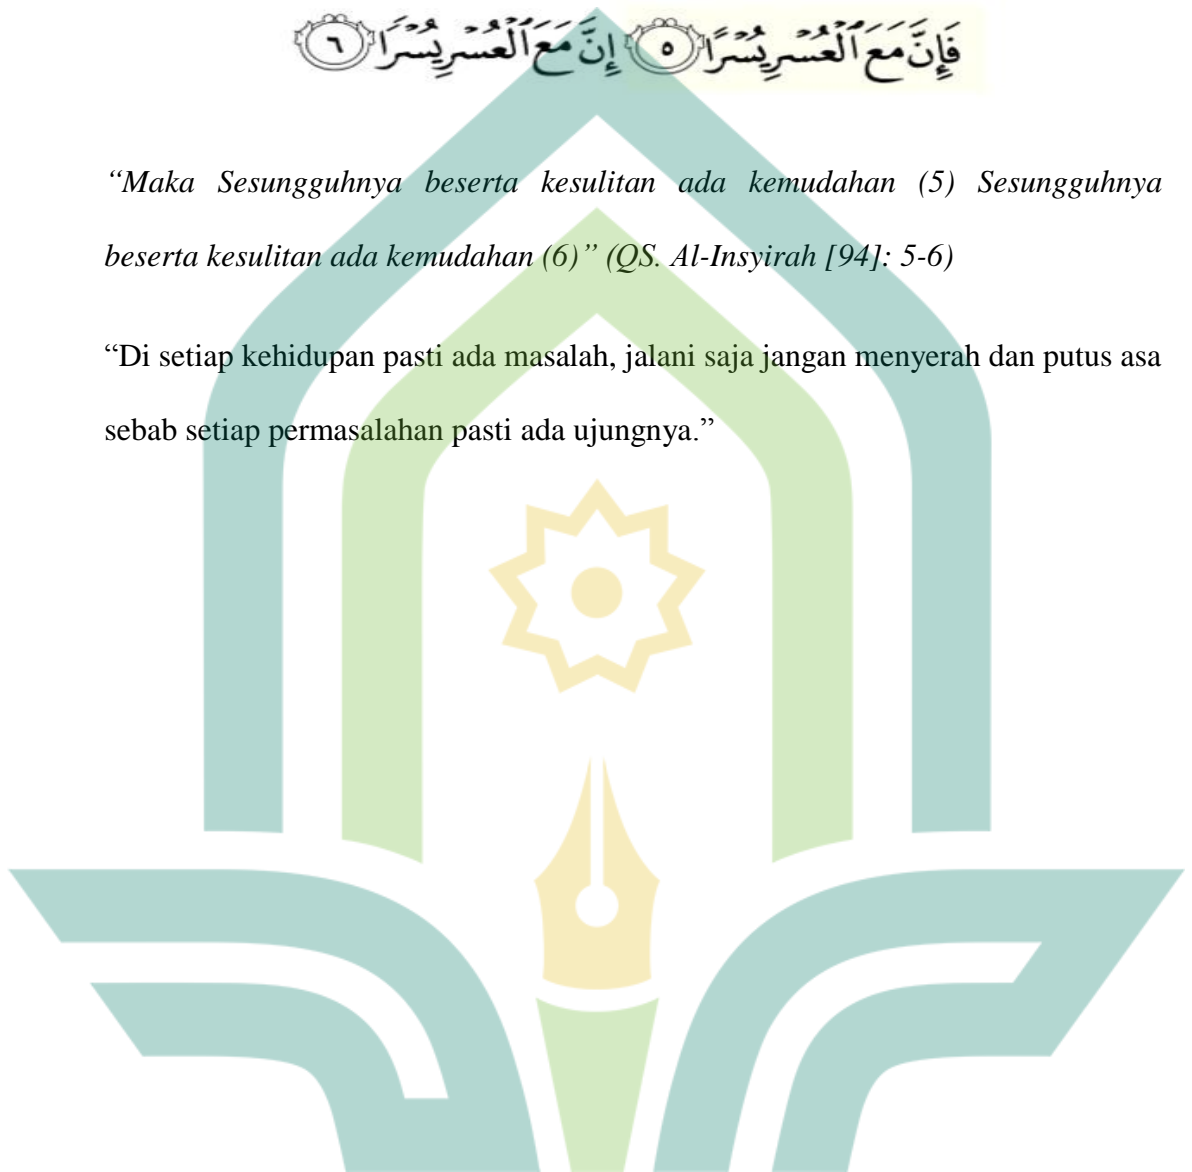 فَإِنَّ مَعَ ٱلْعُسْرِ يُسْرًا ٥ إِنَّ مَعَ ٱلْعُسْرِ يُسْرًا ٦
“Maka Sesungguhnya beserta kesulitan ada kemudahan (5) Sesungguhnya
beserta kesulitan ada kemudahan (6)” (QS. Al-Insyirah [94]: 5-6)
“Di setiap kehidupan pasti ada masalah, jalani saja jangan menyerah dan putus asa
sebab setiap permasalahan pasti ada ujungnya.”